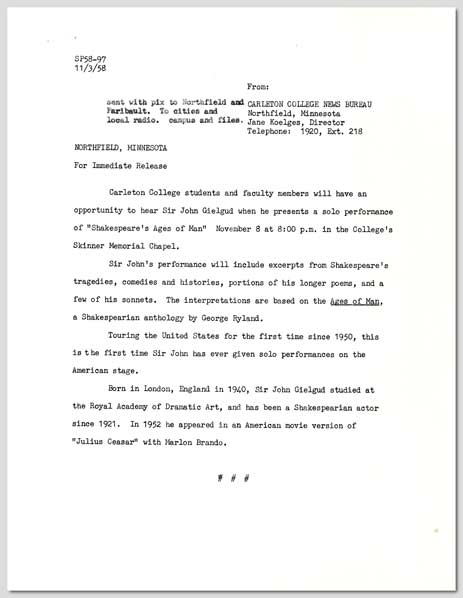 SP58-97
11/3/58
From:
sent with pix to Northfield and CARLETON COLLEGE NEWS BUREAU
Faribault. To cities and Northfield, Minnesota
local radio. campus and files. Jane Koelges, Director
Telephone: 1920, Ext. 218
NORTHFIELD, MINNESOTA
For Immediate Release
Carleton College students and faculty members will have an
opportunity to hear Sir John Gielgud when he presents a solo performance
of "Shakespeare's Ages of Man" November 8 at 8:00 p.m. in the College's
Skinner Memorial Chapel.
Sir John's performance will include excerpts from Shakespeare's
tragedies, comedies and histories, portions of his longer poems, and a
few of his sonnets. The interpretations are based on the Ages of Man,
a Shakespearian anthology by George Ryland.
Touring the United States for the first time since 1950, this
is the first time Sir John has ever given solo performances on the
American stage.
Born in London, England in 1940, Sir John Gielgud studied at
the Royal Academy of Dramatic Art, and has been a Shakespearian actor
since 1921. In 1952 he appeared in an American movie version of
"Julius Ceasar" with Marlon Brando.
# # #